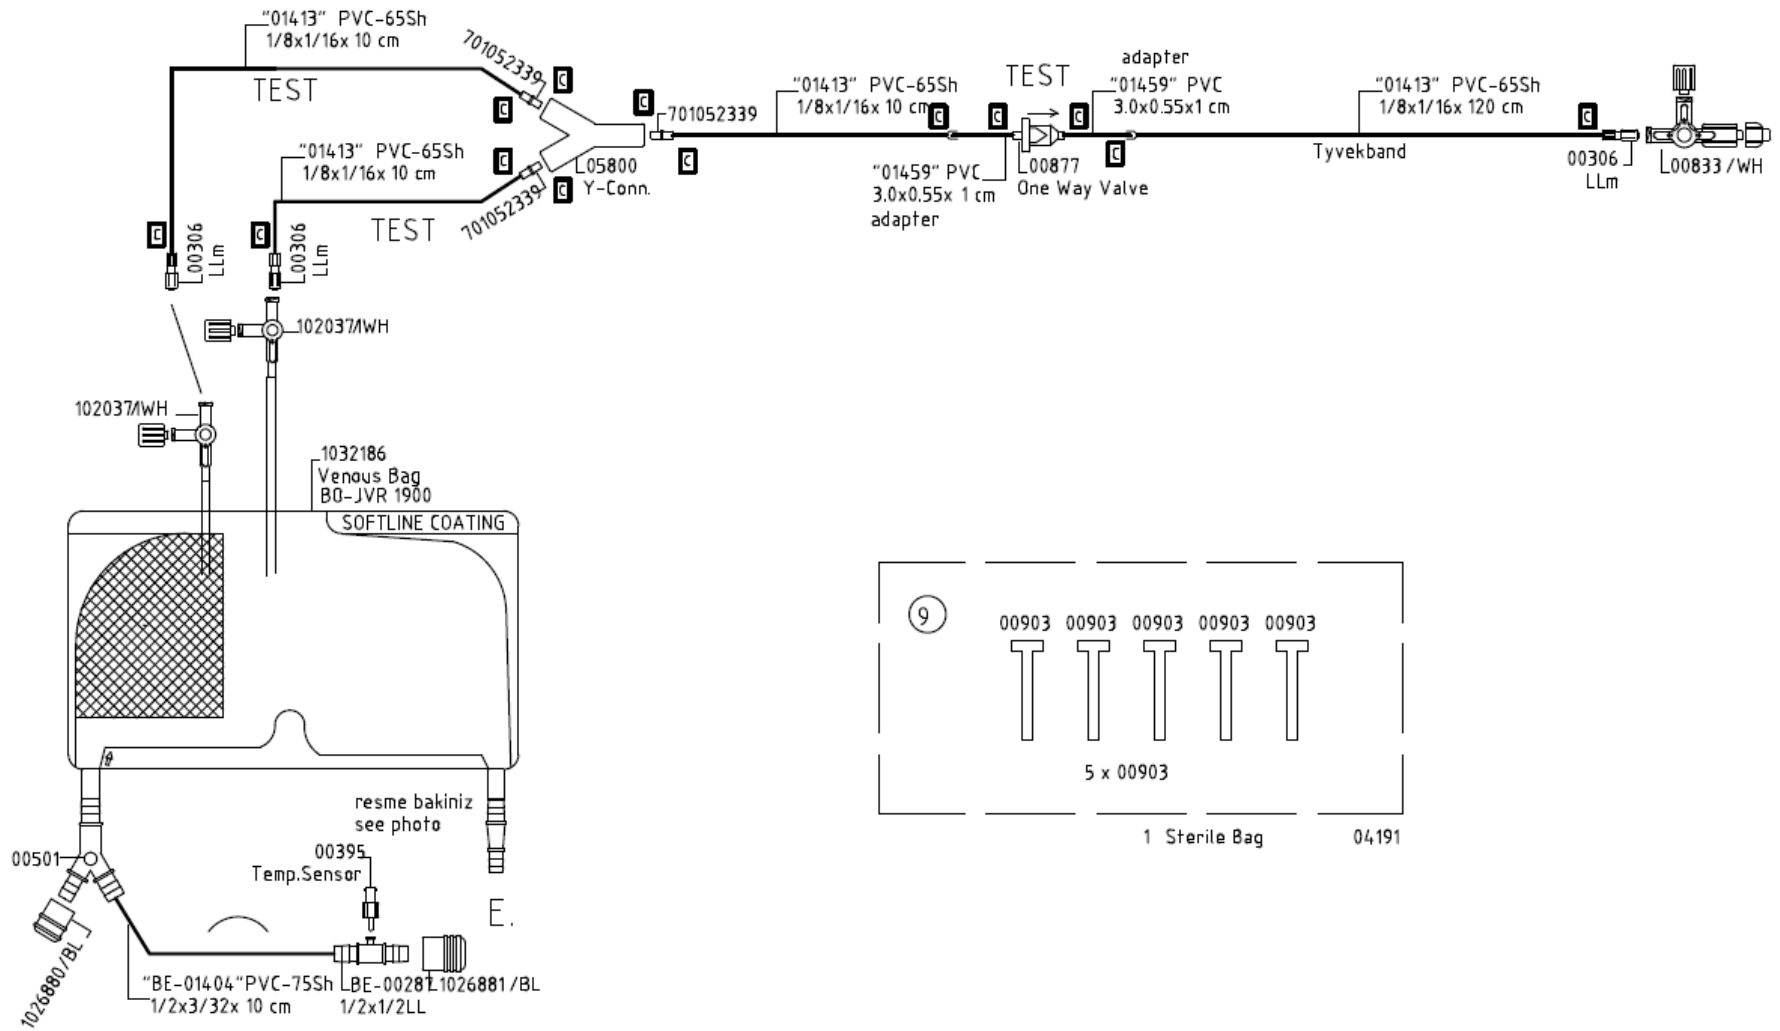 "01413" PVC-65Sh
1/8x1/16x 10 cm
TEST
701052339
C
C
C
701052339
C
"01413" PVC-65Sh
1/8x1/16x 10 cm
C
C
TEST
adapter
"01459" PVC
3.0x0.55x1 cm
C
C
"01413" PVC-65Sh
1/8x1/16x 120 cm
Tyvekband
C
00306
LLm
00833/WH
"01459" PVC
3.0x0.55x 1 cm
adapter
00877
One Way Valve
"01413" PVC-65Sh
1/8x1/16x 10 cm
C
C
05800
Y-Conn.
701052339
TEST
C
00306
LLm
C
00306
LLm
102037/WH
102037/WH
1032186
Venous Bag
BO-JVR 1900
SOFTLINE COATING
9
00903 00903 00903 00903 00903
5 x 00903
1 Sterile Bag 04191
resme bakiniz
see photo
00501
00395
Temp.Sensor
E.
1026880/BL
"BE-01404"PVC-75Sh
1/2x3/32x 10 cm
BE-00287
1/2x1/2LL
1026881/BL